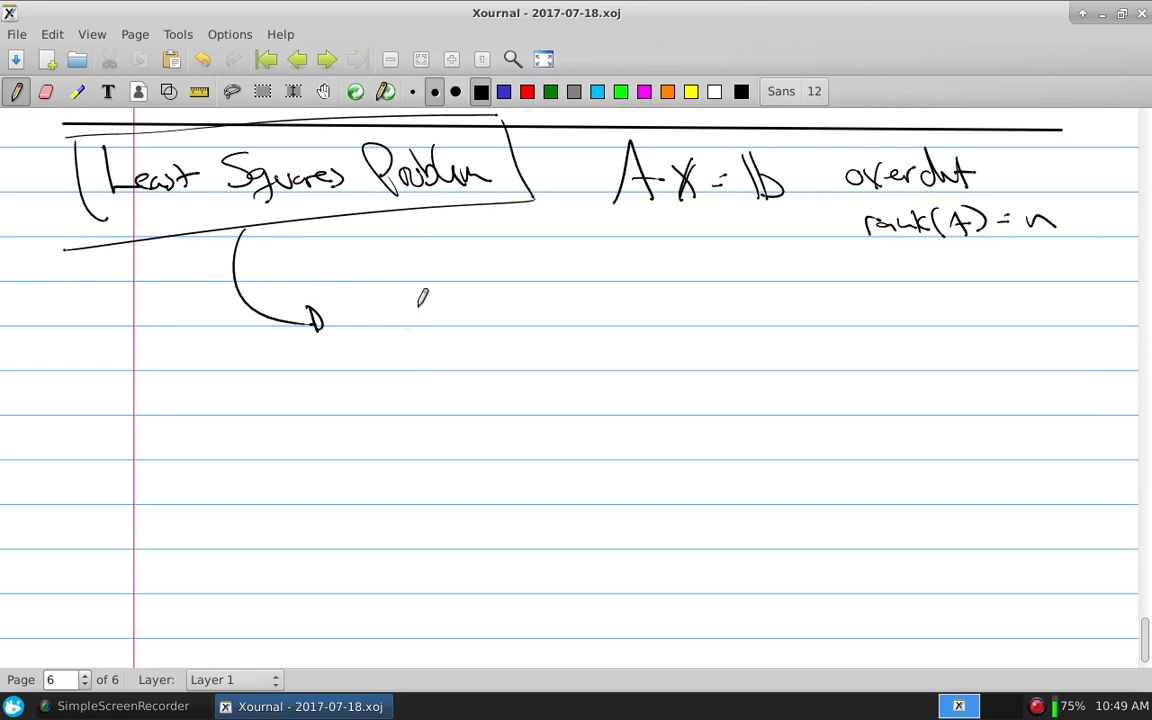 Xournal - 2017-07-18.xoj
File Edit View Page Tools Options Help
Sans 12
Least Squares Problem Ax = b overdet
rank(A) = n
Page 6 of 6 Layer: Layer 1
SimpleScreenRecorder Xournal - 2017-07-18.xoj 75% 10:49 AM